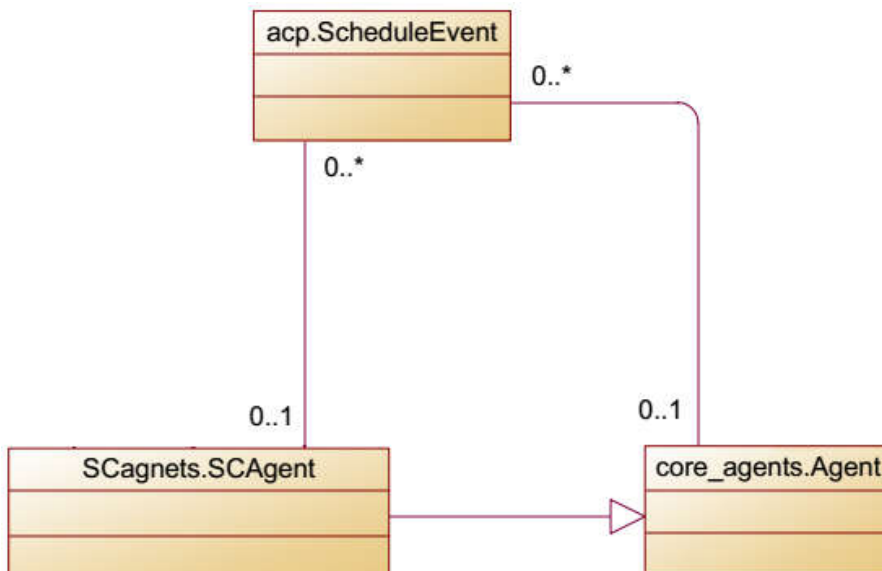 acp.ScheduleEvent
0..*
0..*
0..1
0..1
SCagnets.SCAgent
core_agents.Agent